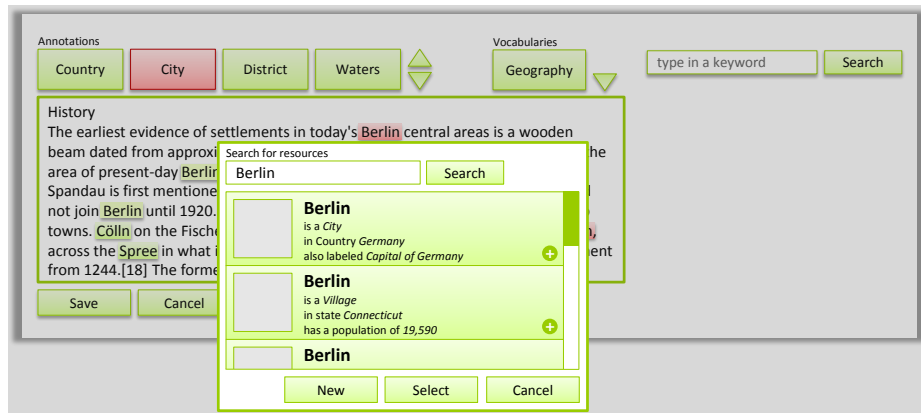 Annotations
Vocabularies
Country
City
District
Waters
Geography
type in a keyword
Search
History
The earliest evidence of settlements in today's Berlin central areas is a wooden
beam dated from approxi
he
area of present-day Berlin
Spandau is first mentione
not join Berlin until 1920.
towns. Cölln on the Fische
across the Spree in what i
ent
from 1244.[18] The forme
Save
Cancel
Search for resources
Berlin
Search
Berlin
is a City
in Country Germany
also labeled Capital of Germany
Berlin
is a Village
in state Connecticut
has a population of 19,590
Berlin
New
Select
Cancel